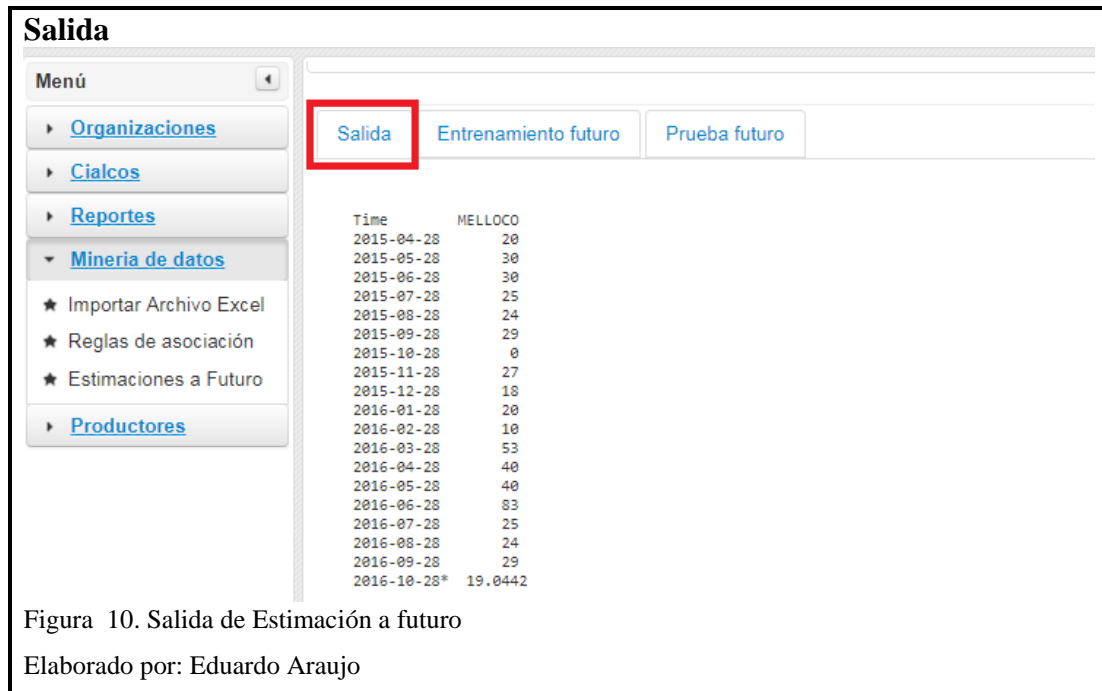 Salida
Menú
Organizaciones
Cialcos
Reportes
Mineria de datos
Importar Archivo Excel
Reglas de asociación
Estimaciones a Futuro
Productores
Salida Entrenamiento futuro Prueba futuro
Time MELLOCO
2015-04-28 20
2015-05-28 30
2015-06-28 30
2015-07-28 25
2015-08-28 24
2015-09-28 29
2015-10-28 0
2015-11-28 27
2015-12-28 18
2016-01-28 20
2016-02-28 10
2016-03-28 53
2016-04-28 40
2016-05-28 40
2016-06-28 83
2016-07-28 25
2016-08-28 24
2016-09-28 29
2016-10-28* 19.0442
Figura 10. Salida de Estimación a futuro
Elaborado por: Eduardo Araujo